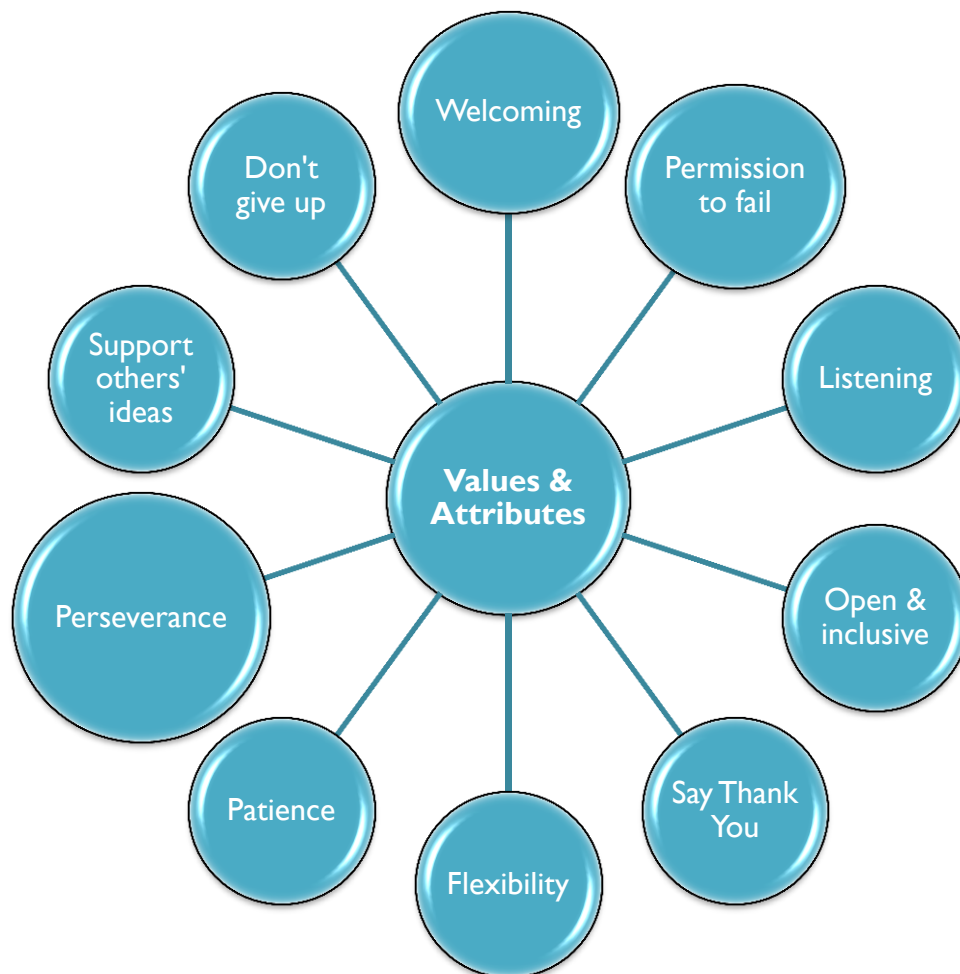 Welcoming
Permission
to fail
Listening
Open &
inclusive
Say Thank
You
Flexibility
Patience
Perseverance
Support
others'
ideas
Don't
give up
Values &
Attributes